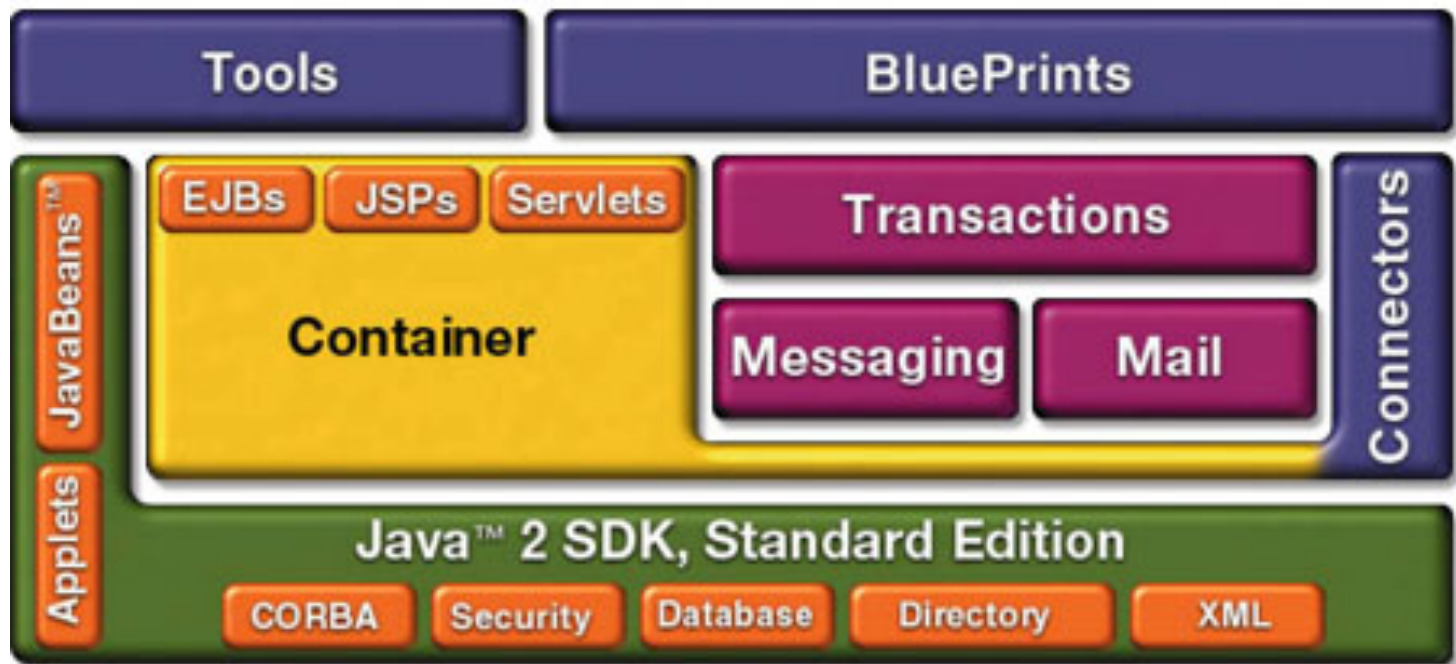 Tools
BluePrints
JavaBeans™
Applets
EJBs
JSPs
Servlets
Container
Transactions
Messaging
Mail
Connectors
Java™ 2 SDK, Standard Edition
CORBA
Security
Database
Directory
XML